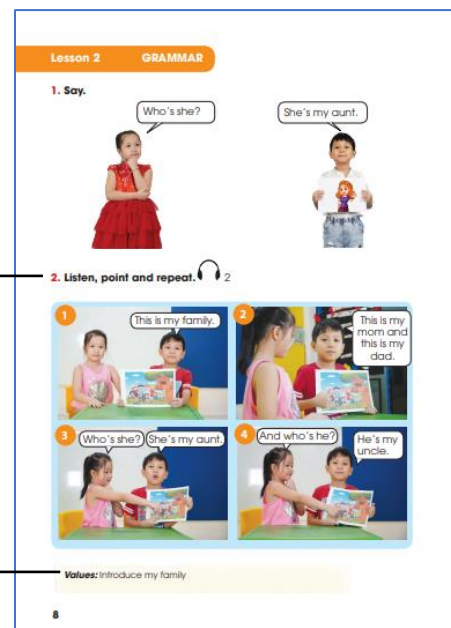 Lesson 2 GRAMMAR
1. Say.
Who's she?
She's my aunt.
2. Listen, point and repeat. 2
1
This is my family.
2
This is my
mom and
this is my
dad.
3
Who's she?
She's my aunt.
4
And who's he?
He's my
uncle.
Values: Introduce my family
8